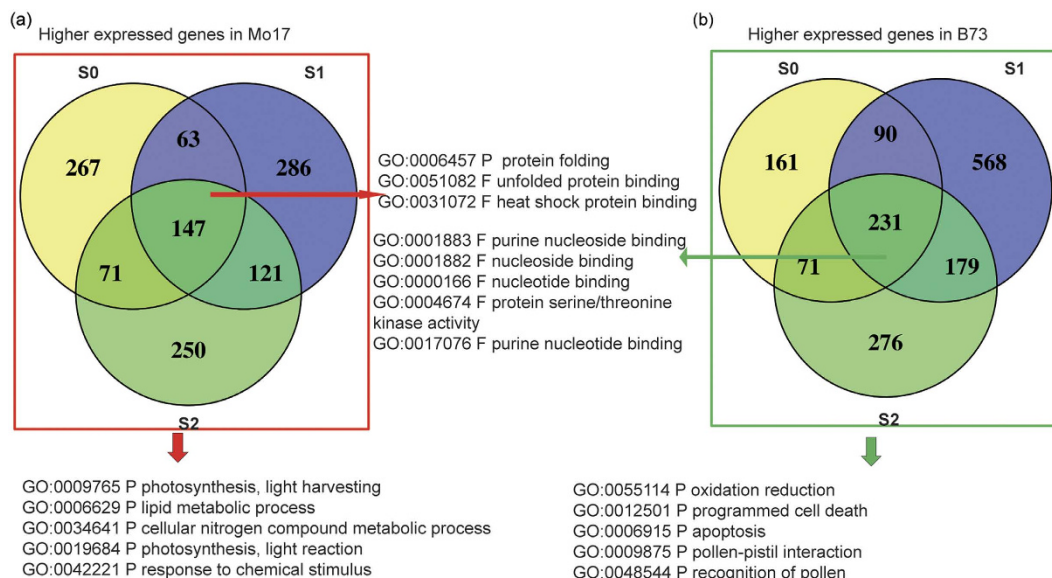 (a)
Higher expressed genes in Mo17
S0
S1
63
267
286
147
71
121
250
S2
GO:0006457 P protein folding
GO:0051082 F unfolded protein binding
GO:0031072 F heat shock protein binding
GO:0001883 F purine nucleoside binding
GO:0001882 F nucleoside binding
GO:0000166 F nucleotide binding
GO:0004674 F protein serine/threonine
kinase activity
GO:0017076 F purine nucleotide binding
(b)
Higher expressed genes in B73
S0
S1
90
161
568
231
71
179
276
S2
GO:0009765 P photosynthesis, light harvesting
GO:0006629 P lipid metabolic process
GO:0034641 P cellular nitrogen compound metabolic process
GO:0019684 P photosynthesis, light reaction
GO:0042221 P response to chemical stimulus
GO:0055114 P oxidation reduction
GO:0012501 P programmed cell death
GO:0006915 P apoptosis
GO:0009875 P pollen-pistil interaction
GO:0048544 P recognition of pollen